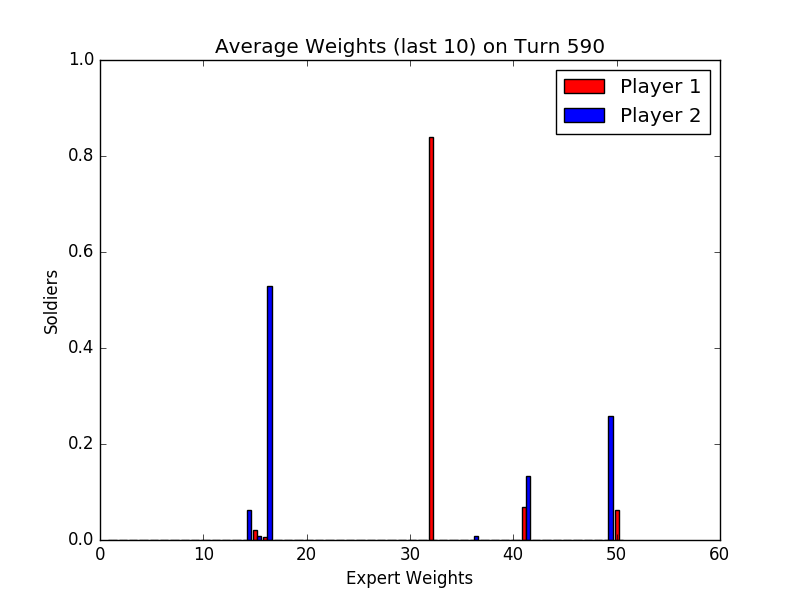 Average Weights (last 10) on Turn 590
1.0
Player 1
Player 2
0.8
0.6
Soldiers
0.4
0.2
0.0
0 10 20 30 40 50 60
Expert Weights